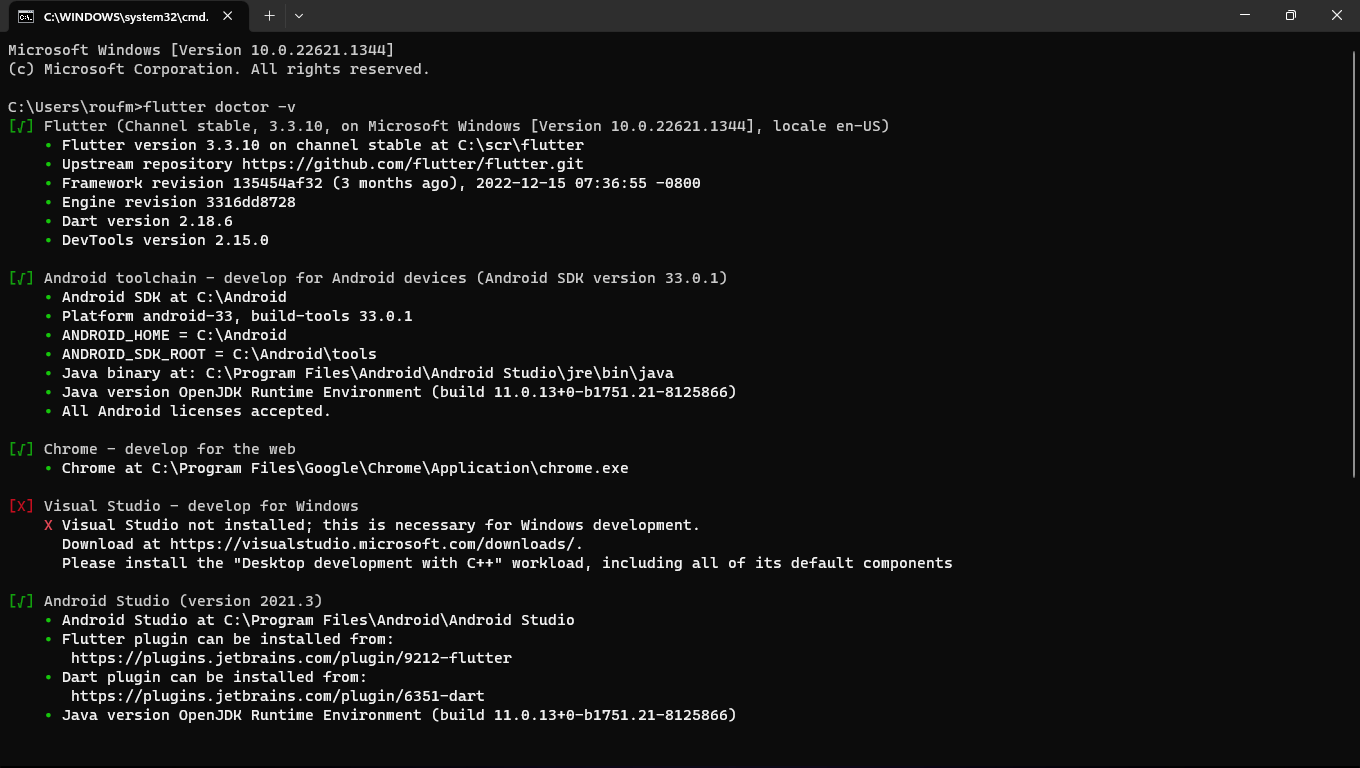 C:\WINDOWS\system32\cmd.
Microsoft Windows [Version 10.0.22621.1344]
(c) Microsoft Corporation. All rights reserved.
C:\Users\roufm>flutter doctor -v
[√] Flutter (Channel stable, 3.3.10, on Microsoft Windows [Version 10.0.22621.1344], locale en-US)
• Flutter version 3.3.10 on channel stable at C:\scr\flutter
• Upstream repository https://github.com/flutter/flutter.git
• Framework revision 135454af32 (3 months ago), 2022-12-15 07:36:55 -0800
• Engine revision 3316dd8728
• Dart version 2.18.6
• DevTools version 2.15.0
[√] Android toolchain - develop for Android devices (Android SDK version 33.0.1)
• Android SDK at C:\Android
• Platform android-33, build-tools 33.0.1
• ANDROID_HOME = C:\Android
• ANDROID_SDK_ROOT = C:\Android\tools
• Java binary at: C:\Program Files\Android\Android Studio\jre\bin\java
• Java version OpenJDK Runtime Environment (build 11.0.13+0-b1751.21-8125866)
• All Android licenses accepted.
[√] Chrome - develop for the web
• Chrome at C:\Program Files\Google\Chrome\Application\chrome.exe
[X] Visual Studio - develop for Windows
X Visual Studio not installed; this is necessary for Windows development.
Download at https://visualstudio.microsoft.com/downloads/.
Please install the "Desktop development with C++" workload, including all of its default components
[√] Android Studio (version 2021.3)
• Android Studio at C:\Program Files\Android\Android Studio
• Flutter plugin can be installed from:
https://plugins.jetbrains.com/plugin/9212-flutter
• Dart plugin can be installed from:
https://plugins.jetbrains.com/plugin/6351-dart
• Java version OpenJDK Runtime Environment (build 11.0.13+0-b1751.21-8125866)